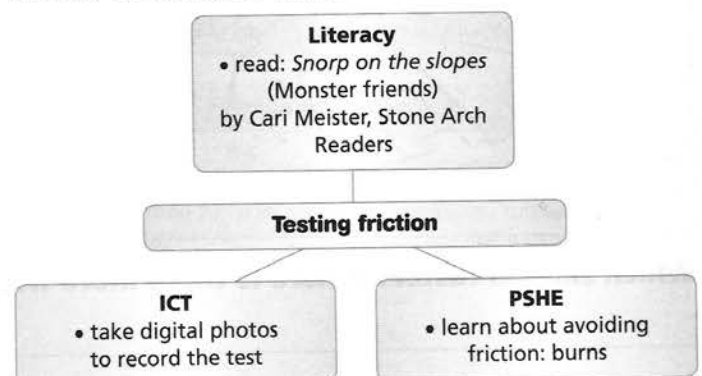 Literacy
• read: Snorp on the slopes
(Monster friends)
by Cari Meister, Stone Arch
Readers
Testing friction
ICT
• take digital photos
to record the test
PSHE
• learn about avoiding
friction: burns